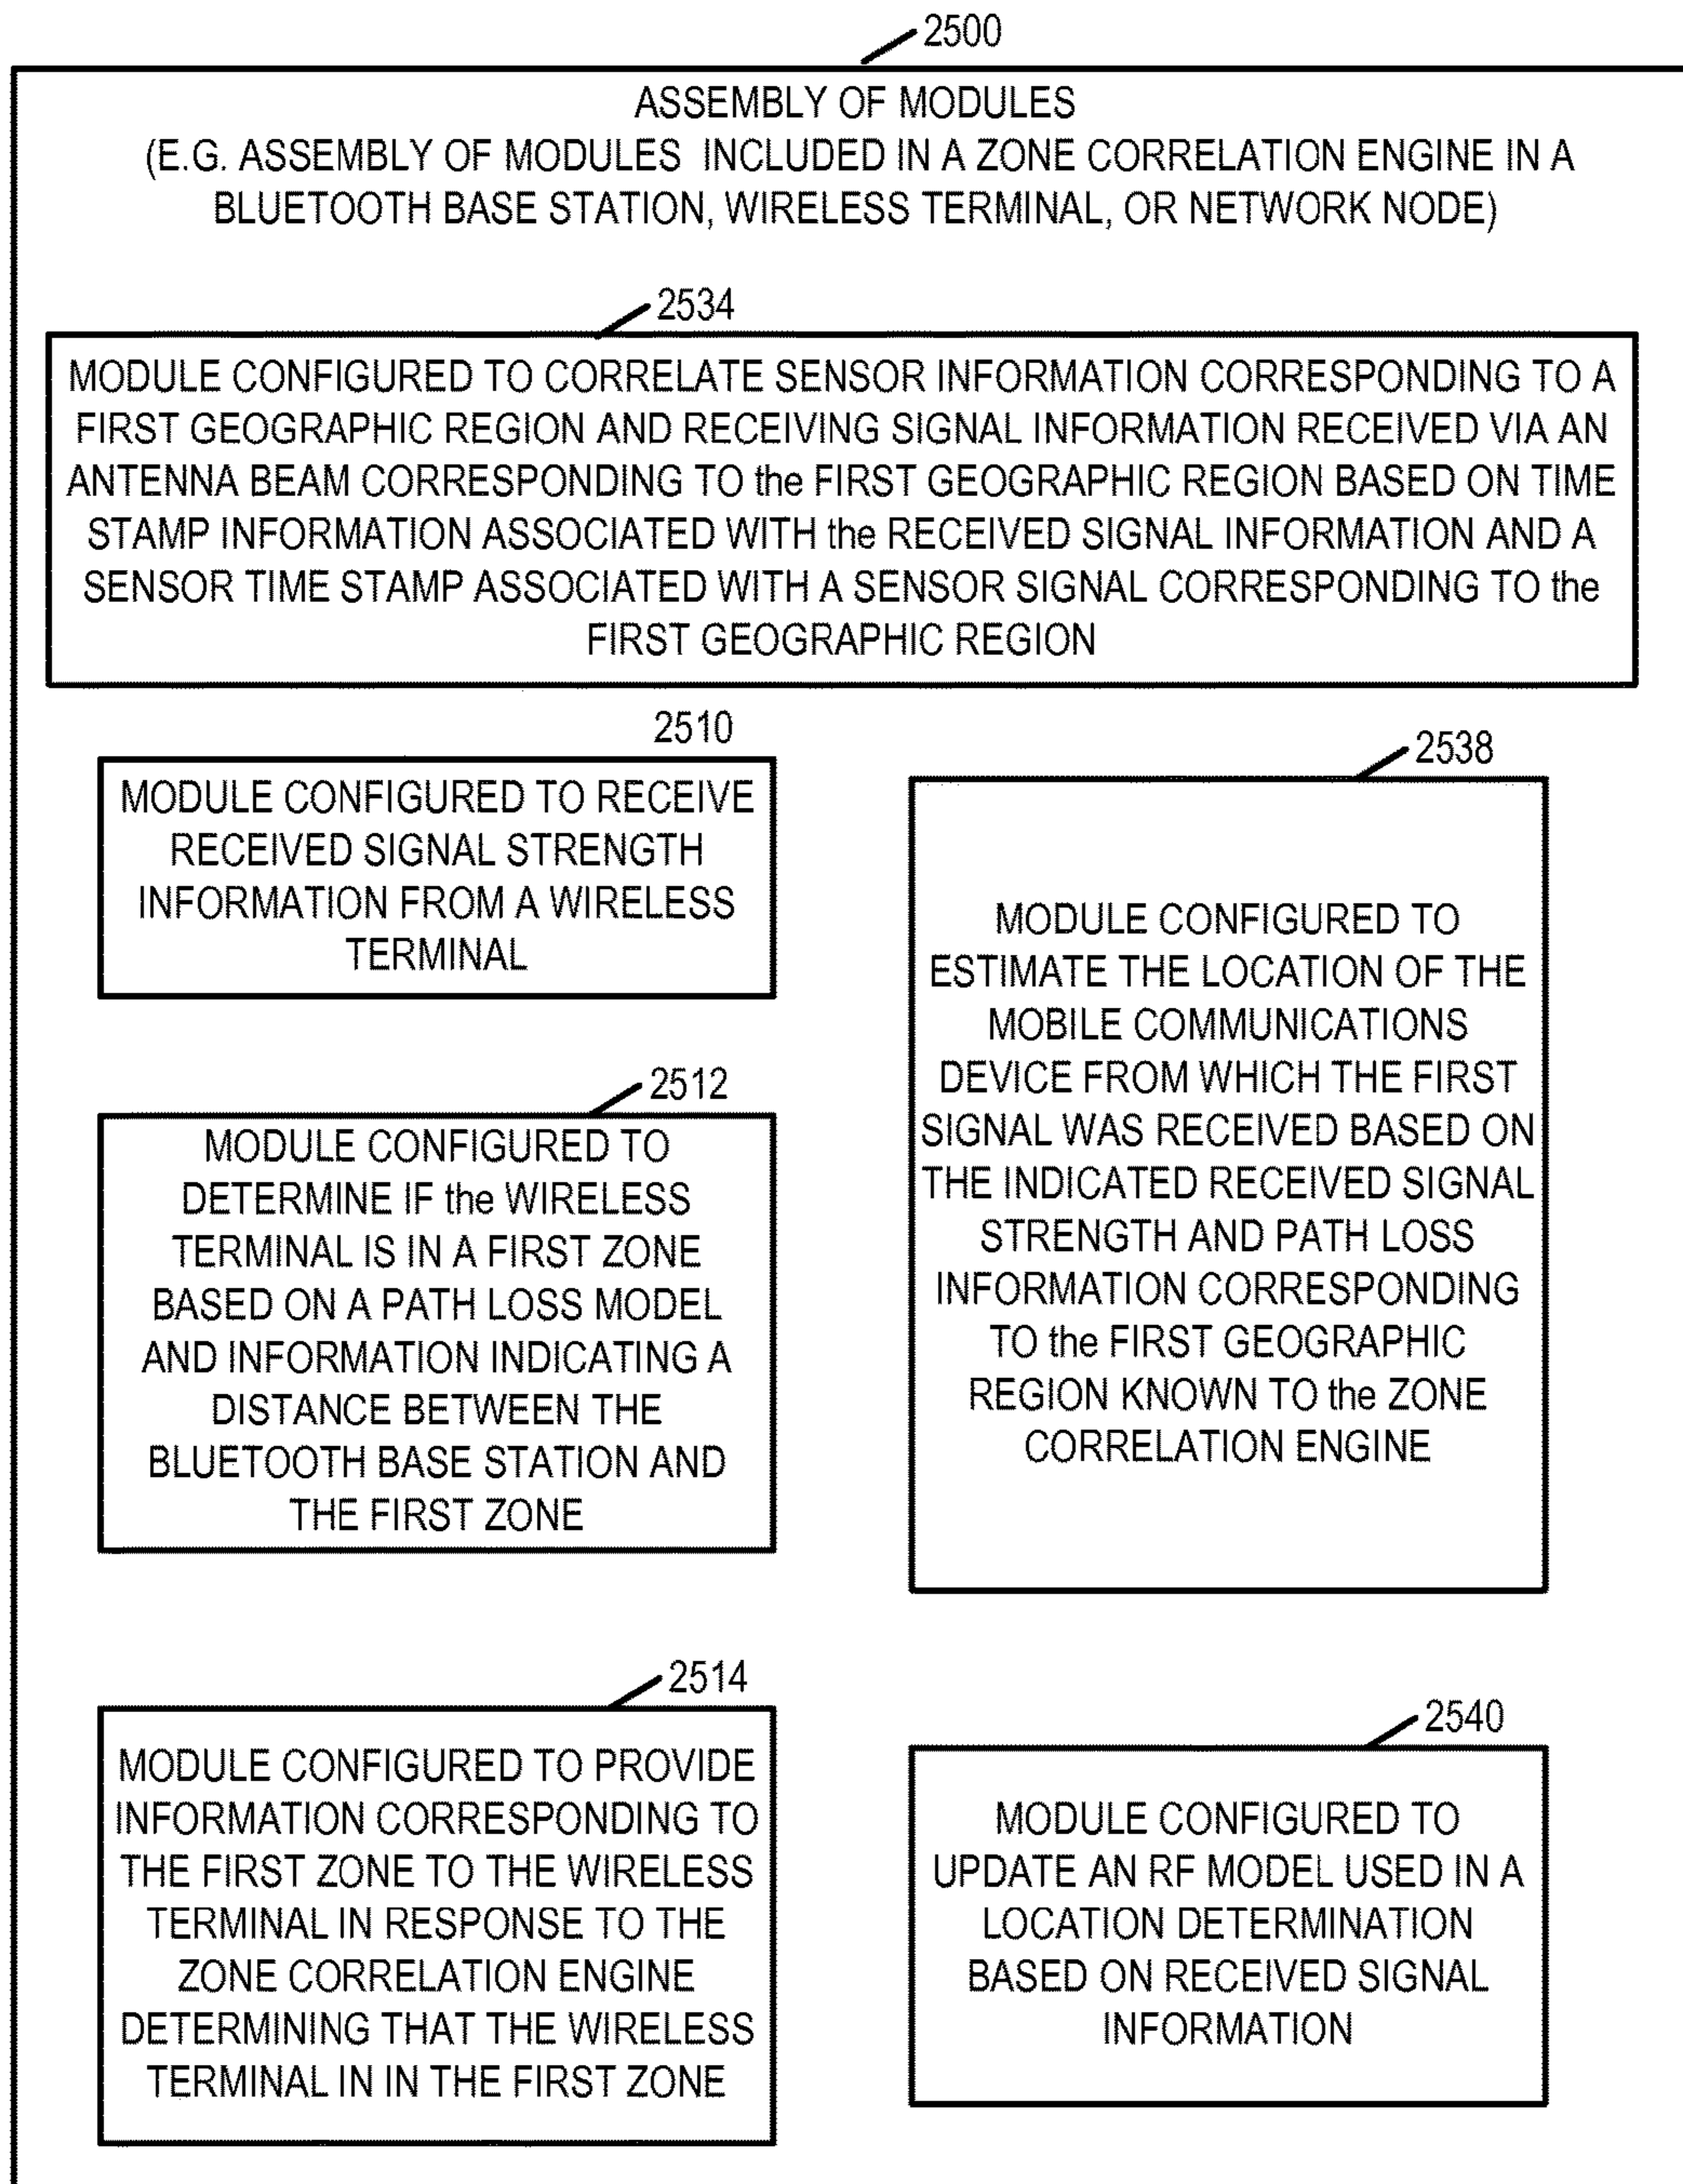 2500
ASSEMBLY OF MODULES
(E.G. ASSEMBLY OF MODULES INCLUDED IN A ZONE CORRELATION ENGINE IN A
BLUETOOTH BASE STATION, WIRELESS TERMINAL, OR NETWORK NODE)
2534
MODULE CONFIGURED TO CORRELATE SENSOR INFORMATION CORRESPONDING TO A
FIRST GEOGRAPHIC REGION AND RECEIVING SIGNAL INFORMATION RECEIVED VIA AN
ANTENNA BEAM CORRESPONDING TO the FIRST GEOGRAPHIC REGION BASED ON TIME
STAMP INFORMATION ASSOCIATED WITH the RECEIVED SIGNAL INFORMATION AND A
SENSOR TIME STAMP ASSOCIATED WITH A SENSOR SIGNAL CORRESPONDING TO the
FIRST GEOGRAPHIC REGION
2510
MODULE CONFIGURED TO RECEIVE
RECEIVED SIGNAL STRENGTH
INFORMATION FROM A WIRELESS
TERMINAL
2512
MODULE CONFIGURED TO
DETERMINE IF the WIRELESS
TERMINAL IS IN A FIRST ZONE
BASED ON A PATH LOSS MODEL
AND INFORMATION INDICATING A
DISTANCE BETWEEN THE
BLUETOOTH BASE STATION AND
THE FIRST ZONE
2514
MODULE CONFIGURED TO PROVIDE
INFORMATION CORRESPONDING TO
THE FIRST ZONE TO THE WIRELESS
TERMINAL IN RESPONSE TO THE
ZONE CORRELATION ENGINE
DETERMINING THAT THE WIRELESS
TERMINAL IN IN THE FIRST ZONE
2538
MODULE CONFIGURED TO
ESTIMATE THE LOCATION OF THE
MOBILE COMMUNICATIONS
DEVICE FROM WHICH THE FIRST
SIGNAL WAS RECEIVED BASED ON
THE INDICATED RECEIVED SIGNAL
STRENGTH AND PATH LOSS
INFORMATION CORRESPONDING
TO the FIRST GEOGRAPHIC
REGION KNOWN TO the ZONE
CORRELATION ENGINE
2540
MODULE CONFIGURED TO
UPDATE AN RF MODEL USED IN A
LOCATION DETERMINATION
BASED ON RECEIVED SIGNAL
INFORMATION